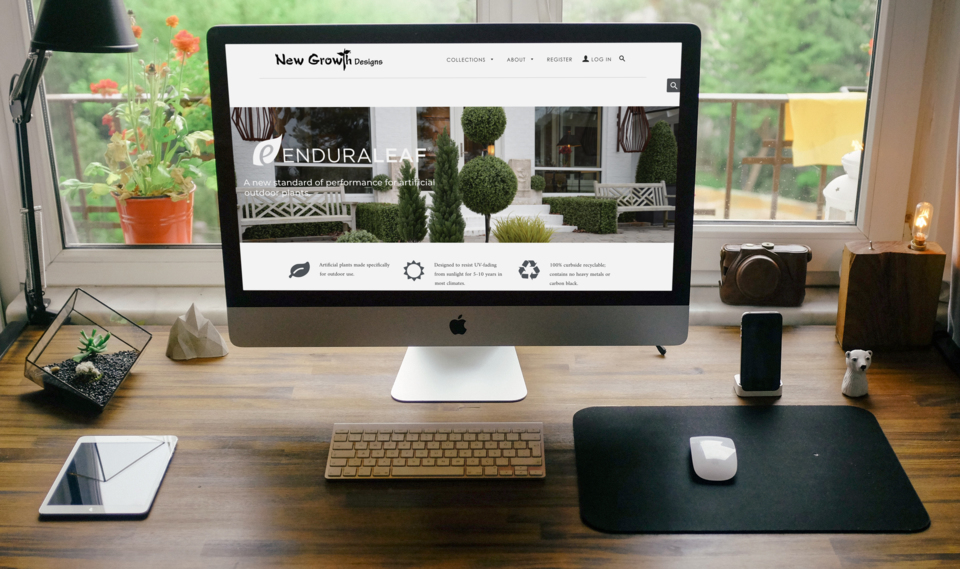 New Growth Designs
COLLECTIONS ABOUT REGISTER LOG IN
ENDURALEAF
A new standard of performance for artificial
outdoor plants.
Artificial plants made specifically
for outdoor use.
Designed to resist UV-fading
from sunlight for 3-10 years in
most climates.
100% curbside recyclable;
contains no heavy metals or
carbon black.